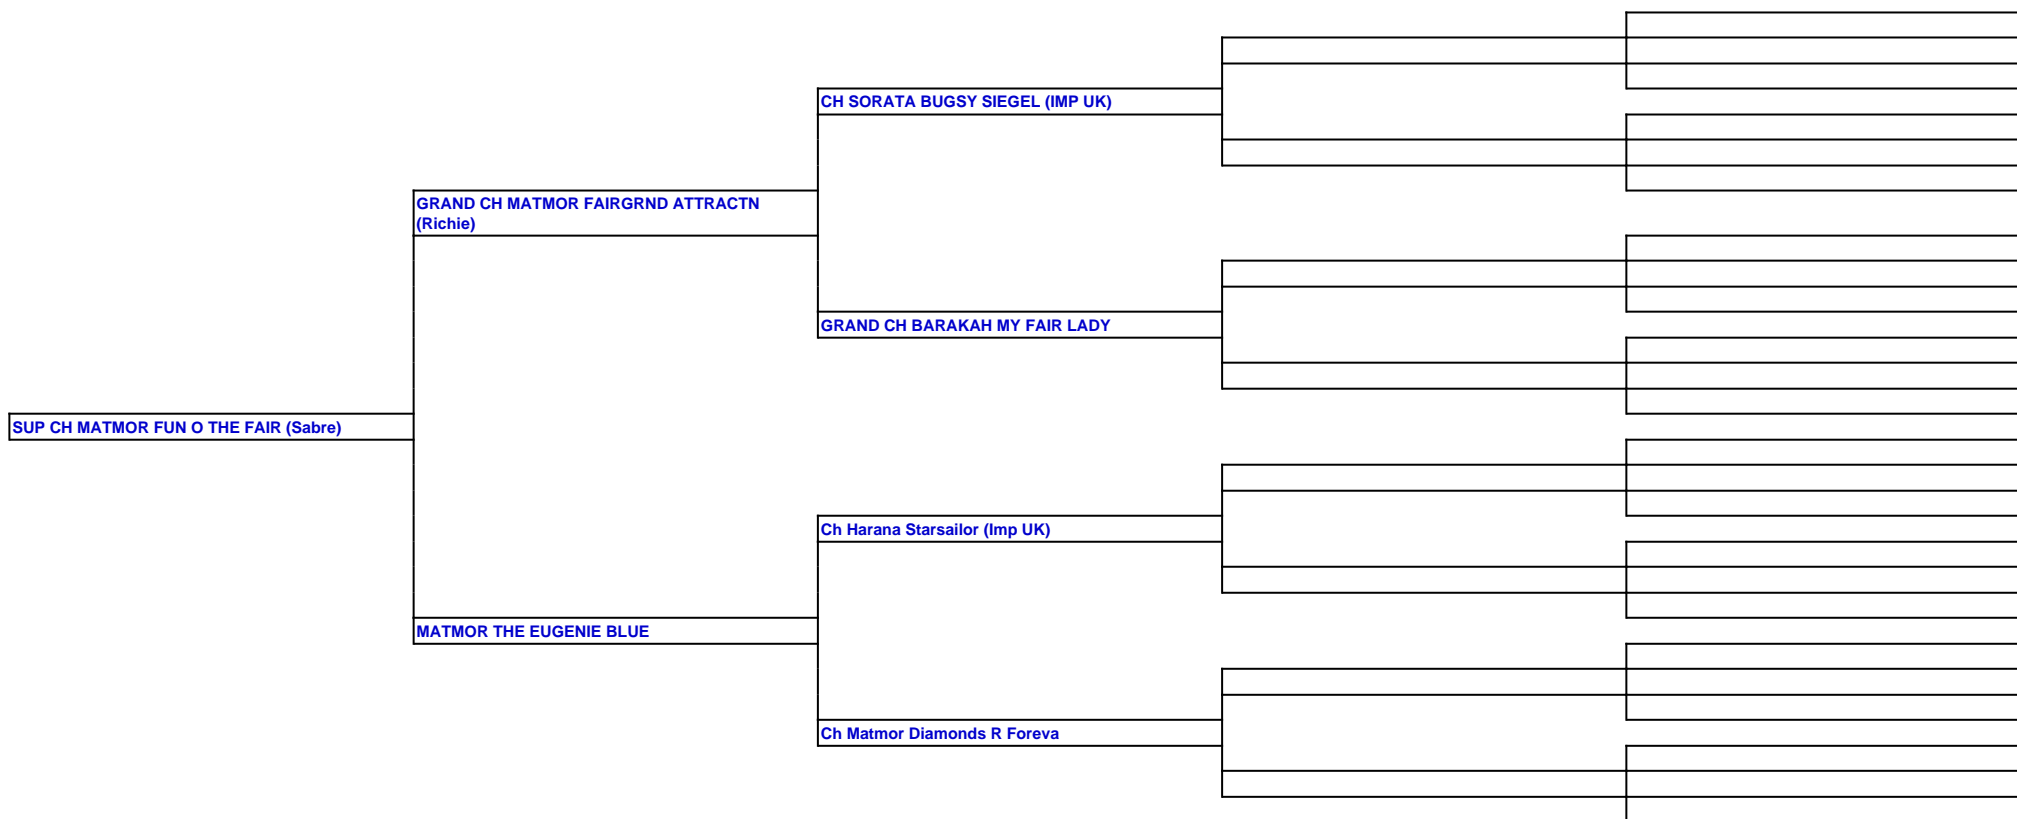 CH SORATA BUGSY SIEGEL (IMP UK)
GRAND CH MATMOR FAIRGRND ATTRACTN
(Richie)
GRAND CH BARAKAH MY FAIR LADY
SUP CH MATMOR FUN O THE FAIR (Sabre)
Ch Harana Starsailor (Imp UK)
MATMOR THE EUGENIE BLUE
Ch Matmor Diamonds R Foreva